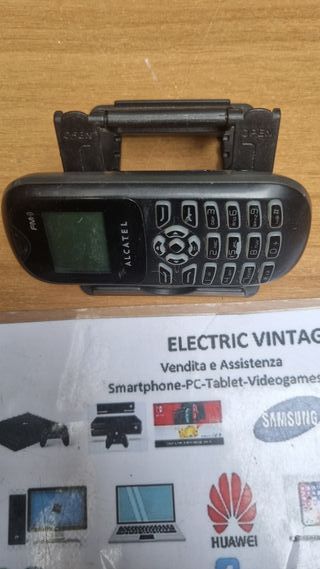 OPEN
OPEN
FM
ALCATEL
ELECTRIC VINTAG
Vendita e Assistenza
Smartphone-PC-Tablet-Videogames
SAMSUNG
HUAWEI